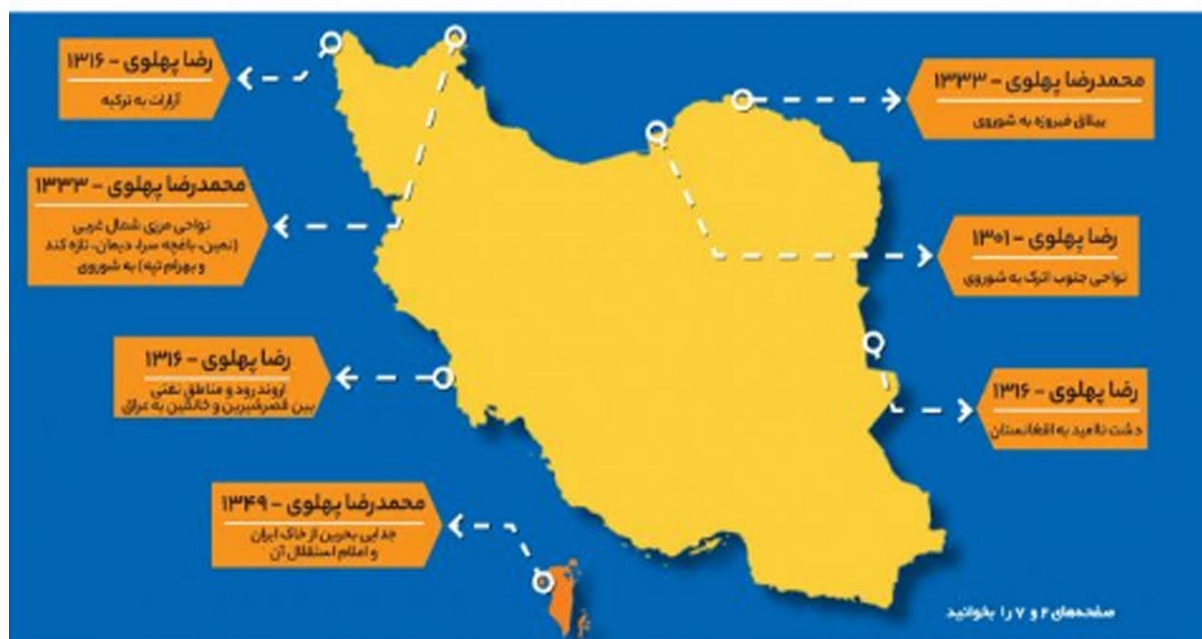 رضا پهلوی - ۱۳۱۶
آرارات به ترکیه
محمدرضا پهلوی - ۱۳۳۳
ییلاق فیروزه به شوروی
محمدرضا پهلوی - ۱۳۳۳
نواحی مرزی شمال غربی
(نمین، باغچه سرا، دیمان، تازه کند
و بهرام تپه) به شوروی
رضا پهلوی - ۱۳۰۱
نواحی جنوب اترک به شوروی
رضا پهلوی - ۱۳۱۶
اروند رود و مناطق نفتی
بین قصرشیرین و خانقین به عراق
رضا پهلوی - ۱۳۱۶
دشت ناامید به افغانستان
محمدرضا پهلوی - ۱۳۴۹
جدایی بحرین از خاک ایران
و اعلام استقلال آن
صفحه‌های ۲ و ۷ را بخوانید